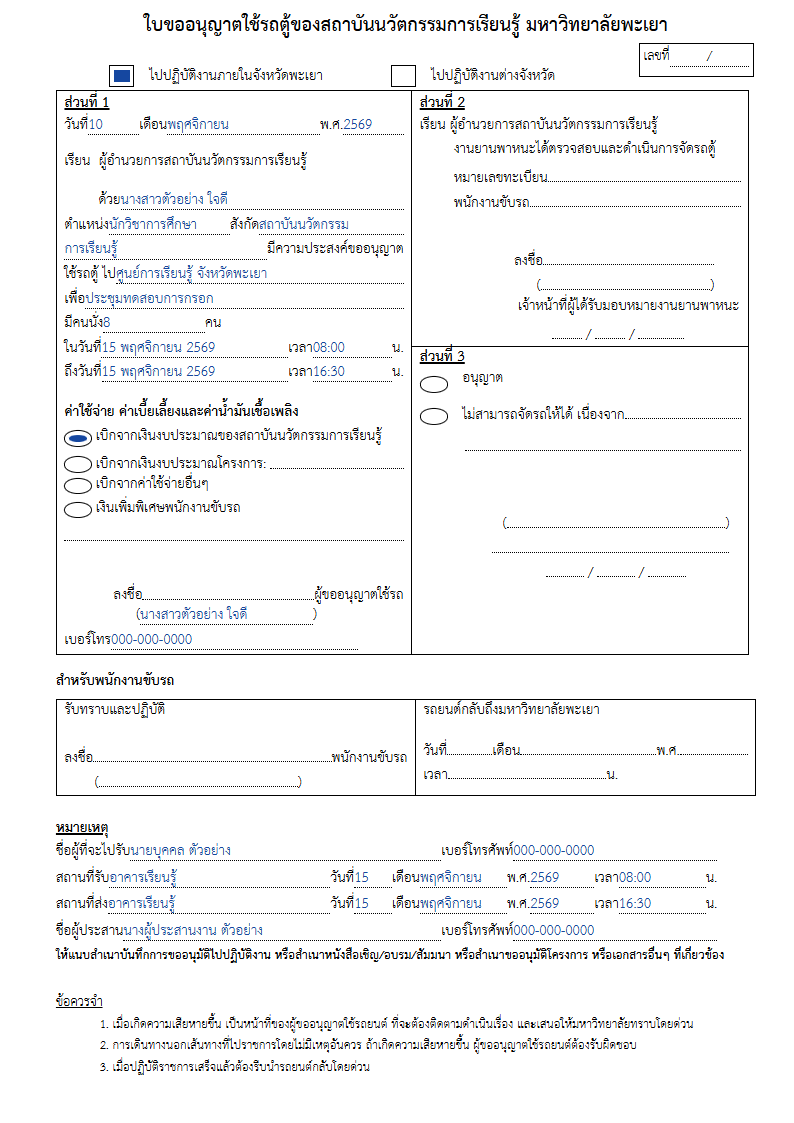 ใบขออนุญาตใช้รถตู้ของสถาบันนวัตกรรมการเรียนรู้ มหาวิทยาลัยพะเยา
เลขที่ /
ไปปฏิบัติงานภายในจังหวัดพะเยา ไปปฏิบัติงานต่างจังหวัด
ส่วนที่ 1
วันที่10 เดือนพฤศจิกายน พ.ศ.2569
เรียน ผู้อำนวยการสถาบันนวัตกรรมการเรียนรู้
ด้วยนางสาวตัวอย่าง ใจดี
ตำแหน่งนักวิชาการศึกษา สังกัดสถาบันนวัตกรรม
การเรียนรู้ มีความประสงค์ขออนุญาต
ใช้รถตู้ ไปศูนย์การเรียนรู้ จังหวัดพะเยา
เพื่อประชุมทดสอบการกรอก
มีคนนั่ง8 คน
ในวันที่15 พฤศจิกายน 2569 เวลา08:00 น.
ถึงวันที่15 พฤศจิกายน 2569 เวลา16:30 น.
ค่าใช้จ่าย ค่าเบี้ยเลี้ยงและค่าน้ำมันเชื้อเพลิง
เบิกจากเงินงบประมาณของสถาบันนวัตกรรมการเรียนรู้
เบิกจากเงินงบประมาณโครงการ:
เบิกจากค่าใช้จ่ายอื่นๆ
เงินเพิ่มพิเศษพนักงานขับรถ
ลงชื่อ ผู้ขออนุญาตใช้รถ
(นางสาวตัวอย่าง ใจดี )
เบอร์โทร000-000-0000
ส่วนที่ 2
เรียน ผู้อำนวยการสถาบันนวัตกรรมการเรียนรู้
งานยานพาหนะได้ตรวจสอบและดำเนินการจัดรถตู้
หมายเลขทะเบียน
พนักงานขับรถ
ลงชื่อ
( )
เจ้าหน้าที่ผู้ได้รับมอบหมายงานยานพาหนะ
/ /
ส่วนที่ 3
อนุญาต
ไม่สามารถจัดรถให้ได้ เนื่องจาก
( )
/ /
สำหรับพนักงานขับรถ
รับทราบและปฏิบัติ
ลงชื่อ พนักงานขับรถ
( )
รถยนต์กลับถึงมหาวิทยาลัยพะเยา
วันที่ เดือน พ.ศ.
เวลา น.
หมายเหตุ
ชื่อผู้ที่จะไปรับนายบุคคล ตัวอย่าง เบอร์โทรศัพท์000-000-0000
สถานที่รับอาคารเรียนรู้ วันที่15 เดือนพฤศจิกายน พ.ศ.2569 เวลา08:00 น.
สถานที่ส่งอาคารเรียนรู้ วันที่15 เดือนพฤศจิกายน พ.ศ.2569 เวลา16:30 น.
ชื่อผู้ประสานนางผู้ประสานงาน ตัวอย่าง เบอร์โทรศัพท์000-000-0000
ให้แนบสำเนาบันทึกการขออนุมัติไปปฏิบัติงาน หรือสำเนาหนังสือเชิญ/อบรม/สัมมนา หรือสำเนาขออนุมัติโครงการ หรือเอกสารอื่นๆ ที่เกี่ยวข้อง
ข้อควรจำ
1. เมื่อเกิดความเสียหายขึ้น เป็นหน้าที่ของผู้ขออนุญาตใช้รถยนต์ ที่จะต้องติดตามดำเนินเรื่อง และเสนอให้มหาวิทยาลัยทราบโดยด่วน
2. การเดินทางนอกเส้นทางที่ไปราชการโดยไม่มีเหตุอันควร ถ้าเกิดความเสียหายขึ้น ผู้ขออนุญาตใช้รถยนต์ต้องรับผิดชอบ
3. เมื่อปฏิบัติราชการเสร็จแล้วต้องรีบนำรถยนต์กลับโดยด่วน